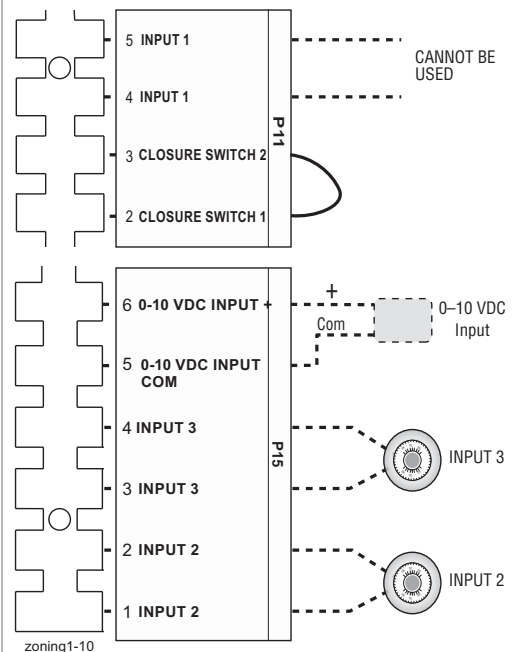 5 INPUT 1
4 INPUT 1
3 CLOSURE SWITCH 2
2 CLOSURE SWITCH 1
P11
CANNOT BE
USED
6 0-10 VDC INPUT +
5 0-10 VDC INPUT
COM
4 INPUT 3
3 INPUT 3
2 INPUT 2
1 INPUT 2
P15
+
Com
0–10 VDC
Input
INPUT 3
INPUT 2
zoning1-10